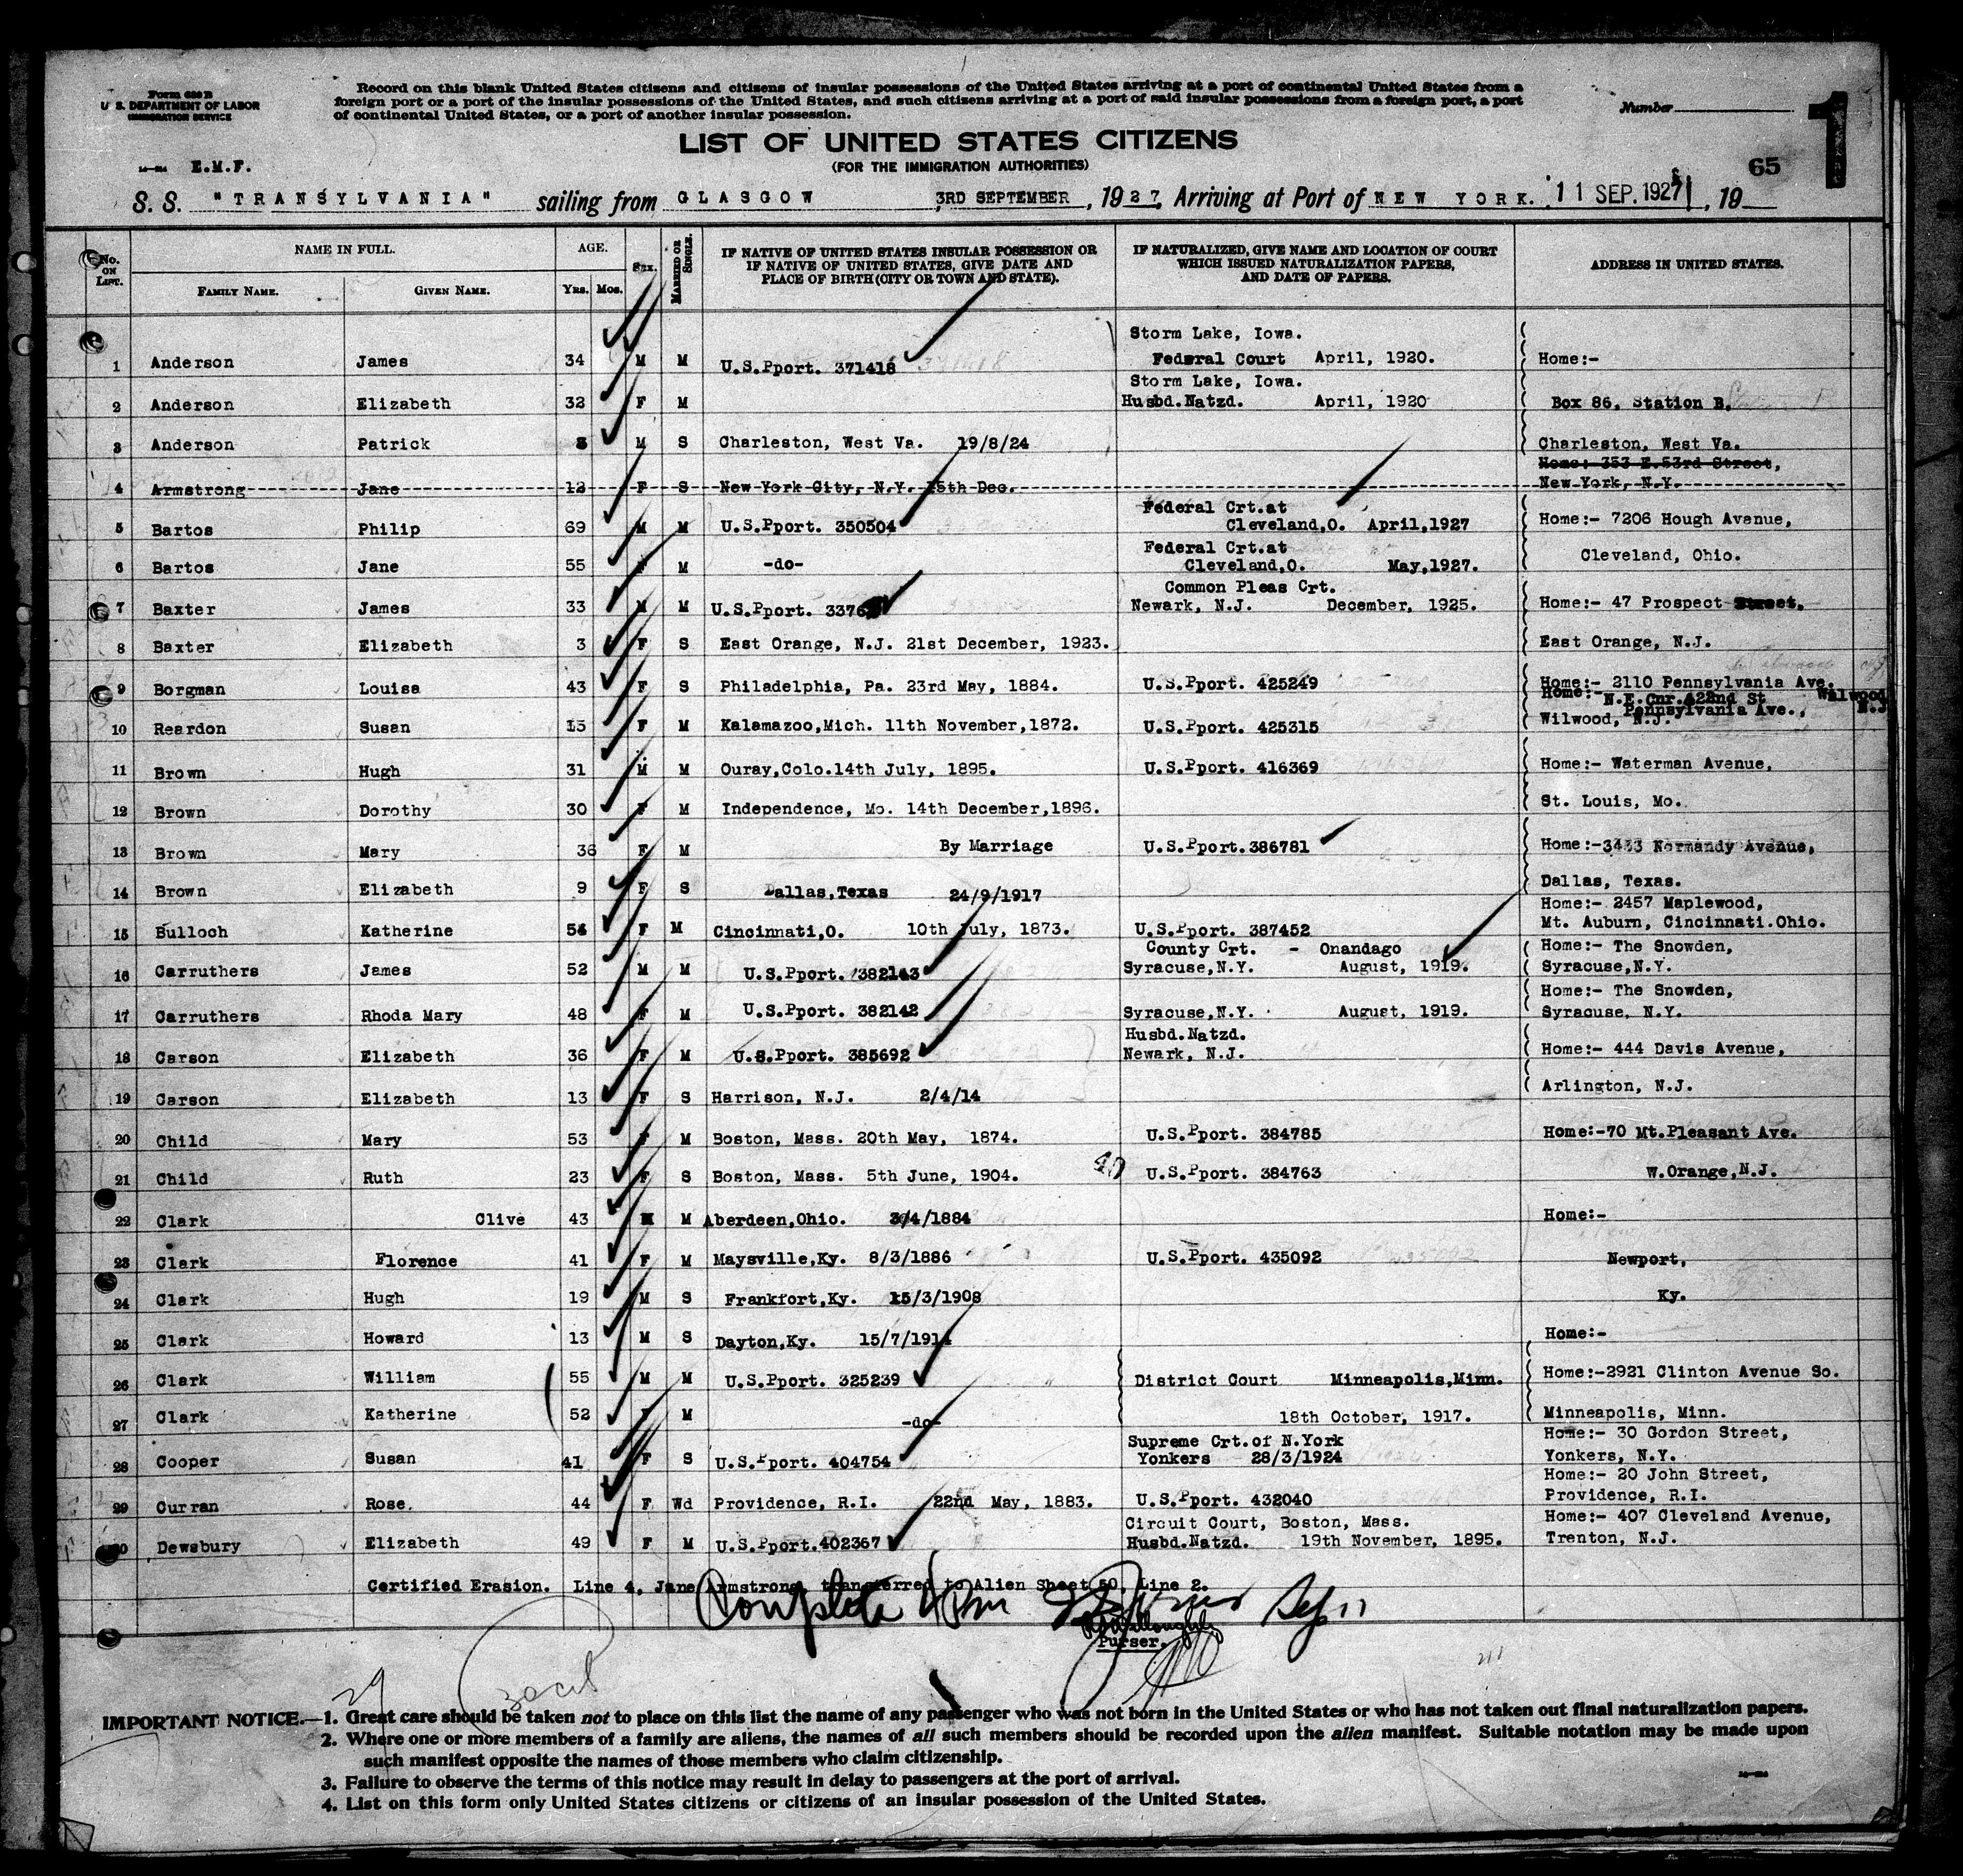 Form 630 B
U. S. DEPARTMENT OF LABOR
IMMIGRATION SERVICE
Record on this blank United States citizens and citizens of insular possessions of the United States arriving at a port of continental United States from a
foreign port or a port of the insular possessions of the United States, and such citizens arriving at a port of said insular possessions from a foreign port, a port
of continental United States, or a port of another insular possession.
Number
1
LIST OF UNITED STATES CITIZENS
(FOR THE IMMIGRATION AUTHORITIES)
E.M.F.
65
S. S. "TRANSYLVANIA" sailing from GLASGOW 3RD SEPTEMBER, 1927, Arriving at Port of NEW YORK. 11 SEP. 1927, 19
No. ON LIST.
NAME IN FULL.
FAMILY NAME. GIVEN NAME.
AGE.
Yrs. Mos.
SEX.
MARRIED OR SINGLE.
IF NATIVE OF UNITED STATES INSULAR POSSESSION OR
IF NATIVE OF UNITED STATES, GIVE DATE AND
PLACE OF BIRTH (CITY OR TOWN AND STATE).
IF NATURALIZED, GIVE NAME AND LOCATION OF COURT
WHICH ISSUED NATURALIZATION PAPERS,
AND DATE OF PAPERS.
ADDRESS IN UNITED STATES.
Storm Lake, Iowa.
1 Anderson James 34 M M U.S.Pport. 371418 Federal Court April, 1920. Home:-
Storm Lake, Iowa.
2 Anderson Elizabeth 32 F M Husbd.Natzd. April, 1920 Box 86, Station B,
3 Anderson Patrick 3 M S Charleston, West Va. 19/8/24 Charleston, West Va.
Home: 353 E.53rd Street,
4 Armstrong Jane 12 F S New York City, N.Y. 15th Dec. New York, N.Y.
Federal Crt.at
5 Bartos Philip 69 M M U.S.Pport. 350504 Cleveland,O. April,1927 Home:- 7206 Hough Avenue,
Federal Crt.at
6 Bartos Jane 55 F M -do- Cleveland,O. May,1927. Cleveland, Ohio.
Common Pleas Crt.
7 Baxter James 33 M M U.S.Pport. 3376 Newark, N.J. December, 1925. Home:- 47 Prospect Street,
8 Baxter Elizabeth 3 F S East Orange, N.J. 21st December, 1923. East Orange, N.J.
9 Borgman Louisa 43 F S Philadelphia, Pa. 23rd May, 1884. U.S.Pport. 425249 Home:- 2110 Pennsylvania Ave.
Home:- N.E.Cnr.&22nd St Wilwood
Pennsylvania Ave., N.J
10 Reardon Susan F M Kalamazoo,Mich. 11th November,1872. U.S.Pport. 425315 Wilwood, N.J.
11 Brown Hugh 31 M M Ouray,Colo.14th July, 1895. U.S.Pport. 416369 Home:- Waterman Avenue,
12 Brown Dorothy 30 F M Independence, Mo. 14th December,1896. St. Louis, Mo.
13 Brown Mary 36 F M By Marriage U.S.Pport.386781 Home:-3433 Normandy Avenue,
14 Brown Elizabeth 9 F S Dallas,Texas 24/9/1917 Dallas, Texas.
Home:- 2457 Maplewood,
15 Bulloch Katherine 54 F M Cincinnati,O. 10th July, 1873. U.S.Pport. 387452 Mt. Auburn, Cincinnati.Ohio.
County Crt. - Onandago Home:- The Snowden,
16 Carruthers James 52 M M U.S.Pport. 382143 Syracuse,N.Y. August, 1919. Syracuse,N.Y.
Home:- The Snowden,
17 Carruthers Rhoda Mary 48 F M U.S.Pport. 382142 Syracuse,N.Y. August, 1919. Syracuse, N.Y.
Husbd.Natzd.
18 Carson Elizabeth 36 F M U.S.Pport. 385692 Newark, N.J. Home:- 444 Davis Avenue,
19 Carson Elizabeth 13 F S Harrison, N.J. 2/4/14 Arlington, N.J.
20 Child Mary 53 F M Boston, Mass. 20th May, 1874. U.S.Pport. 384785 Home:-70 Mt.Pleasant Ave.
21 Child Ruth 23 F S Boston, Mass. 5th June, 1904. 40 U.S.Pport. 384763 W.Orange,N.J.
22 Clark Clive 43 M M Aberdeen,Ohio. 3/4/1884 Home:-
23 Clark Florence 41 F M Maysville,Ky. 8/3/1886 U.S.Pport. 435092 Newport,
24 Clark Hugh 19 M S Frankfort,Ky. 15/3/1908 Ky.
25 Clark Howard 13 M S Dayton,Ky. 15/7/1914 Home:-
26 Clark William 55 M M U.S.Pport. 325239 District Court Minneapolis,Minn. Home:-2921 Clinton Avenue So.
27 Clark Katherine 52 F M -do- 18th October, 1917. Minneapolis, Minn.
Supreme Crt.of N.York Home:- 30 Gordon Street,
28 Cooper Susan 41 F S U.S.Pport. 404754 Yonkers 28/3/1924 Yonkers, N.Y.
Home:- 20 John Street,
29 Curran Rose. 44 F Wd Providence, R.I. 22nd May, 1883. U.S.Pport. 432040 Providence, R.I.
Circuit Court, Boston, Mass. Home:- 407 Cleveland Avenue,
30 Dewsbury Elizabeth 49 F M U.S.Pport.402367 Husbd.Natzd. 19th November, 1895. Trenton, N.J.
Certified Erasion. Line 4, Jane Armstrong, transferred to Alien Sheet 50, Line 2.
Complete Sep 11
Purser.
29
30 cit
IMPORTANT NOTICE.—1. Great care should be taken not to place on this list the name of any passenger who was not born in the United States or who has not taken out final naturalization papers.
2. Where one or more members of a family are aliens, the names of all such members should be recorded upon the alien manifest. Suitable notation may be made upon
such manifest opposite the names of those members who claim citizenship.
3. Failure to observe the terms of this notice may result in delay to passengers at the port of arrival.
4. List on this form only United States citizens or citizens of an insular possession of the United States.